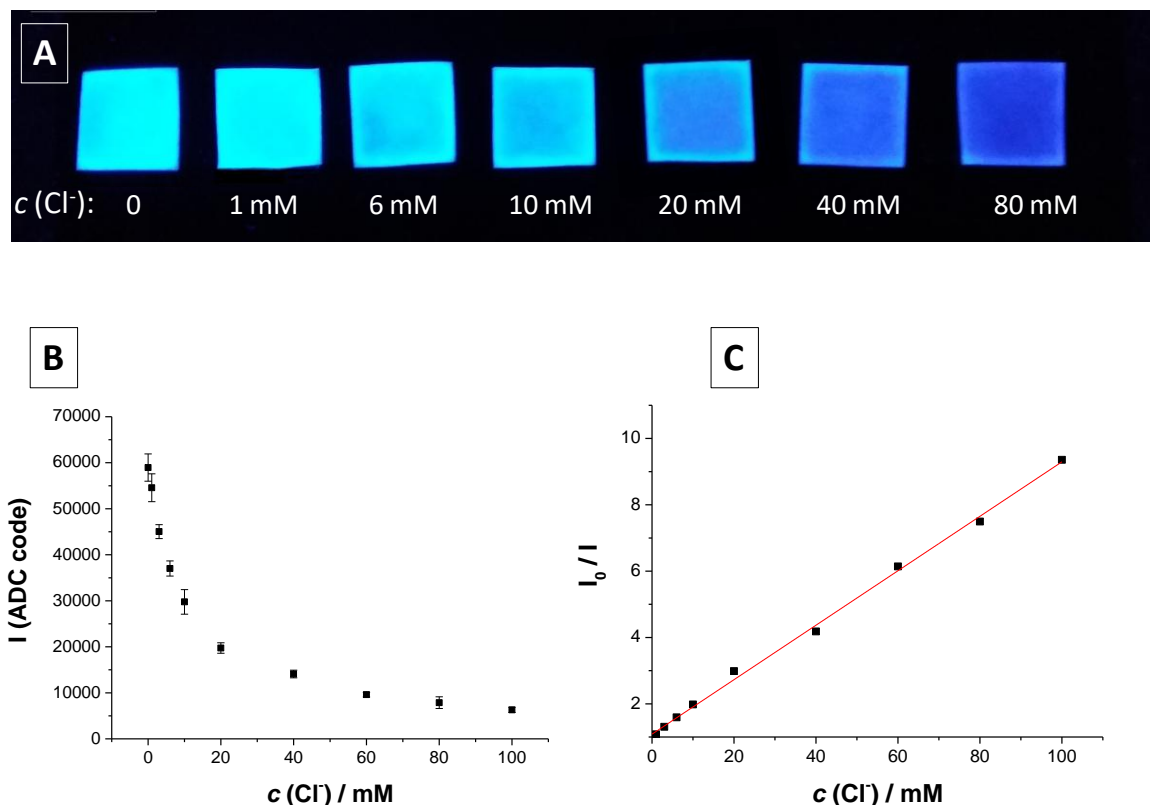 A
c (Cl⁻): 0 1 mM 6 mM 10 mM 20 mM 40 mM 80 mM
B
70000
60000
50000
40000
30000
20000
10000
0
I (ADC code)
0 20 40 60 80 100
c (Cl⁻) / mM
C
10
8
6
4
2
I₀ / I
0 20 40 60 80 100
c (Cl⁻) / mM